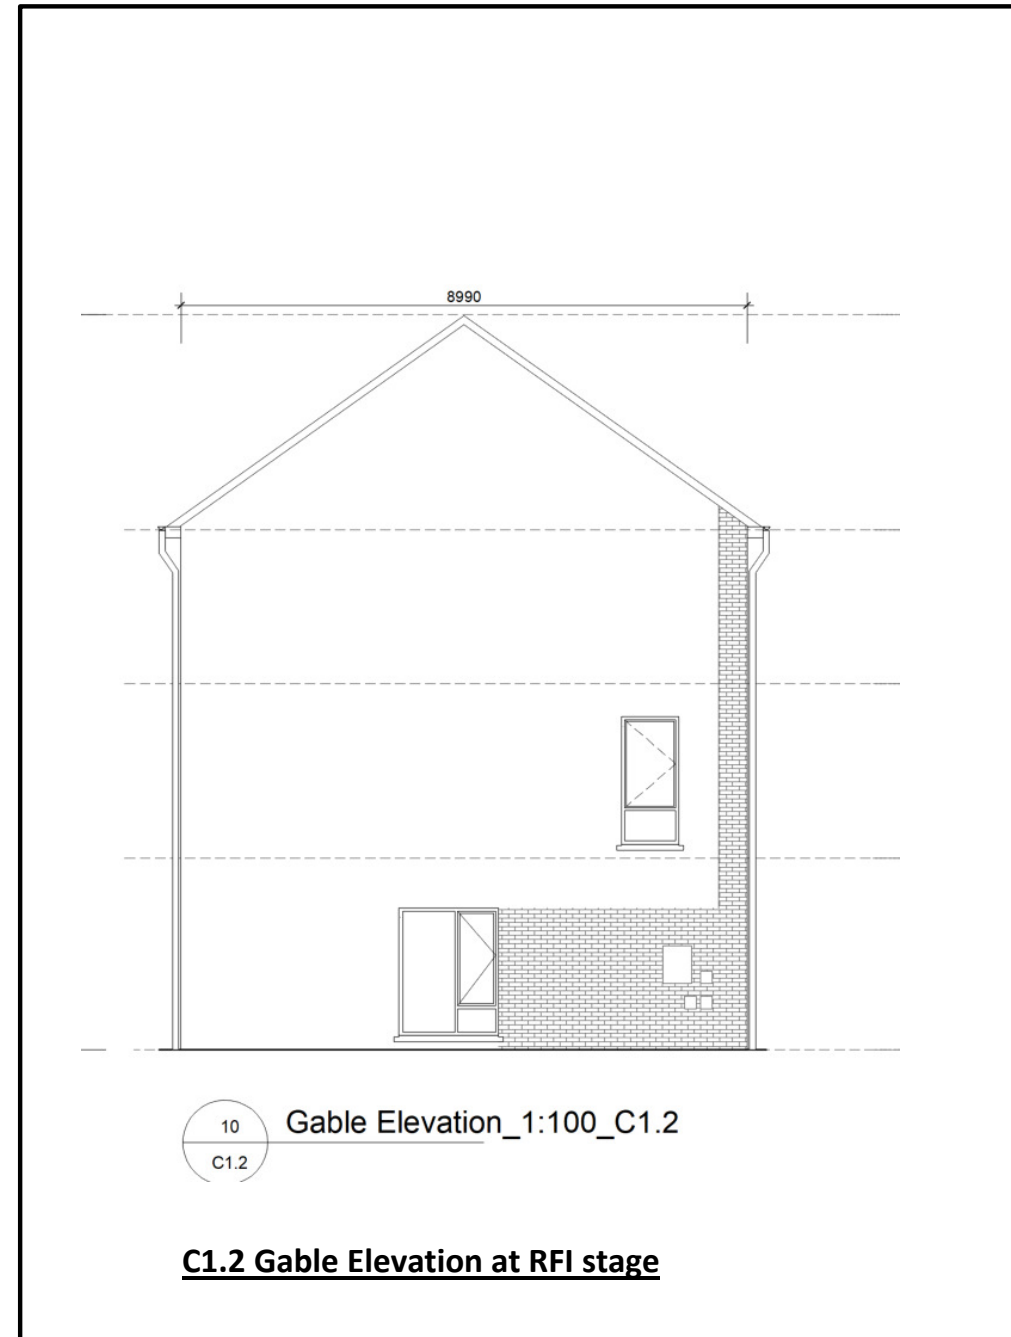 8990
10
Gable Elevation_1:100_C1.2
C1.2
C1.2 Gable Elevation at RFI stage